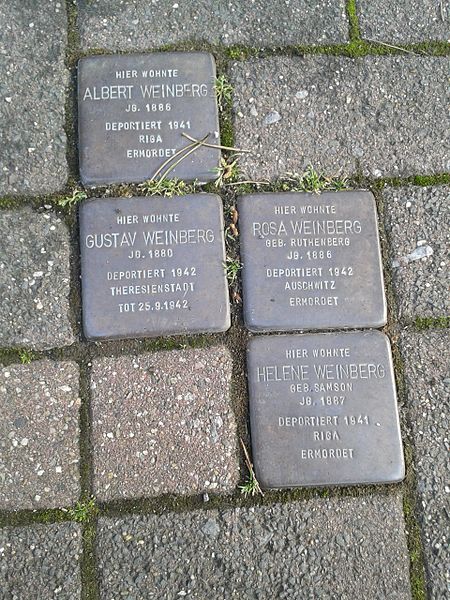 HIER WOHNTE
ALBERT WEINBERG
JG. 1886
DEPORTIERT 1941
RIGA
ERMORDET
HIER WOHNTE
GUSTAV WEINBERG
JG. 1880
DEPORTIERT 1942
THERESIENSTADT
TOT 25.9.1942
HIER WOHNTE
ROSA WEINBERG
GEB. RUTHENBERG
JG. 1886
DEPORTIERT 1942
AUSCHWITZ
ERMORDET
HIER WOHNTE
HELENE WEINBERG
GEB. SAMSON
JG. 1887
DEPORTIERT 1941
RIGA
ERMORDET